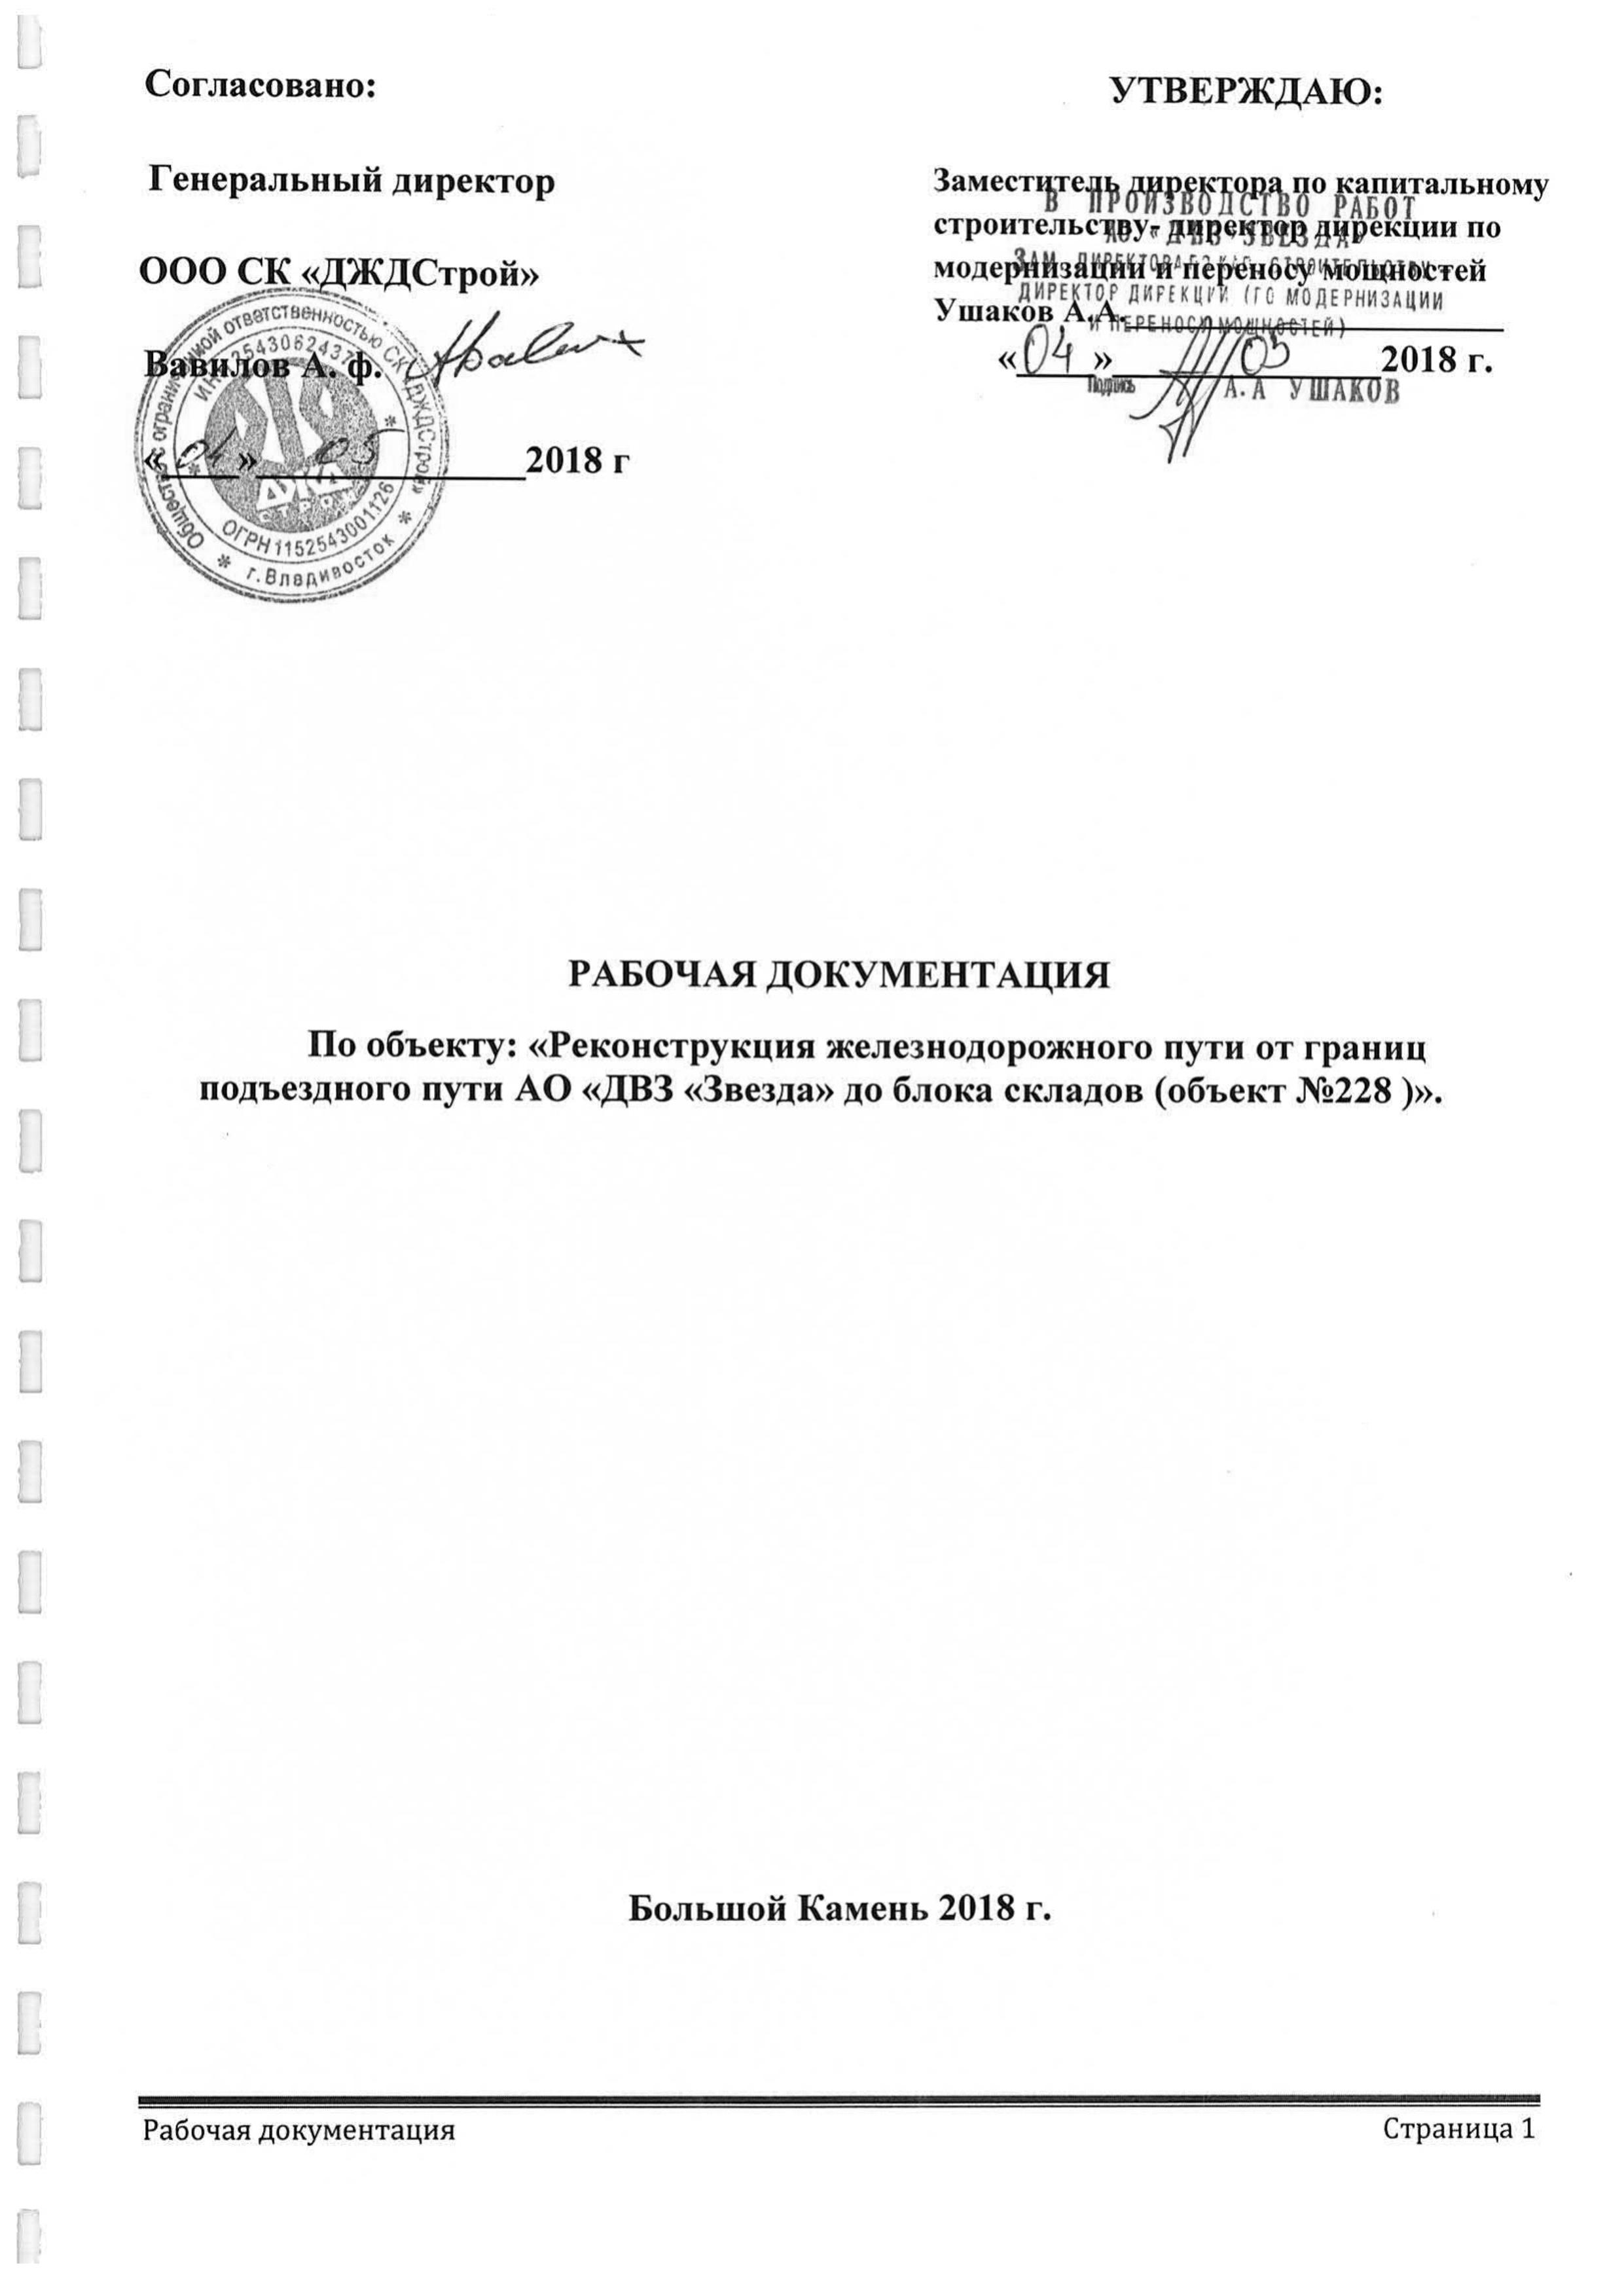 Согласовано:
Генеральный директор
ООО СК «ДЖДСтрой»
Вавилов А. ф.
«04» 05 2018 г
Общество с ограниченной ответственностью СК «ДЖДСтрой»
ИНН 2543062437
ДЖД
СТРОЙ
ОГРН 1152543001126
г.Владивосток
УТВЕРЖДАЮ:
Заместитель директора по капитальному
строительству- директор дирекции по
модернизации и переносу мощностей
Ушаков А.А.
«04» 05 2018 г.
В ПРОИЗВОДСТВО РАБОТ
АО «ДВЗ «ЗВЕЗДА»
ЗАМ. ДИРЕКТОРА СТРОИТЕЛЬСТВУ -
ДИРЕКТОР ДИРЕКЦИИ (ПО МОДЕРНИЗАЦИИ
И ПЕРЕНОСУ МОЩНОСТЕЙ)
Подпись
А.А УШАКОВ
РАБОЧАЯ ДОКУМЕНТАЦИЯ
По объекту: «Реконструкция железнодорожного пути от границ
подъездного пути АО «ДВЗ «Звезда» до блока складов (объект №228 )».
Большой Камень 2018 г.
Рабочая документация
Страница 1